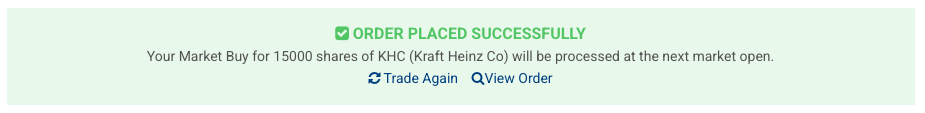 ORDER PLACED SUCCESSFULLY
Your Market Buy for 15000 shares of KHC (Kraft Heinz Co) will be processed at the next market open.
Trade Again View Order